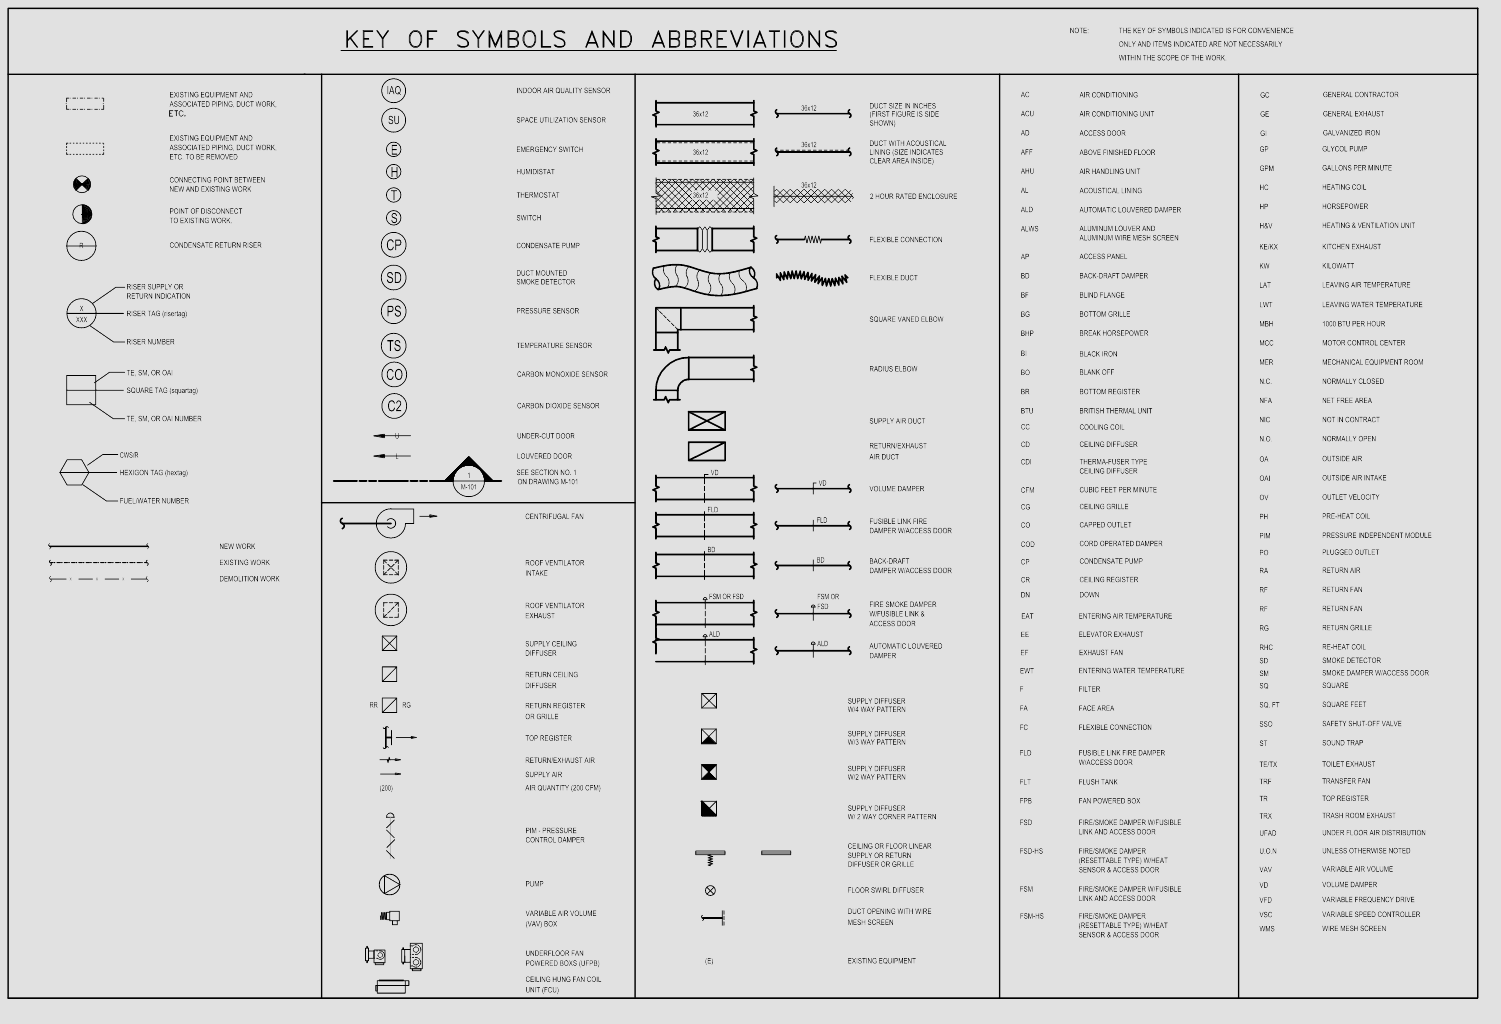 KEY OF SYMBOLS AND ABBREVIATIONS
NOTE: THE KEY OF SYMBOLS INDICATED IS FOR CONVENIENCE
ONLY AND ITEMS INDICATED ARE NOT NECESSARILY
WITHIN THE SCOPE OF THE WORK.
EXISTING EQUIPMENT AND
ASSOCIATED PIPING, DUCT WORK,
ETC.
EXISTING EQUIPMENT AND
ASSOCIATED PIPING, DUCT WORK,
ETC. TO BE REMOVED
CONNECTING POINT BETWEEN
NEW AND EXISTING WORK
POINT OF DISCONNECT
TO EXISTING WORK.
R CONDENSATE RETURN RISER
RISER SUPPLY OR
RETURN INDICATION
X
XXX
RISER TAG (risertag)
RISER NUMBER
TE, SM, OR OAI
SQUARE TAG (squartag)
TE, SM, OR OAI NUMBER
CWS/R
HEXIGON TAG (hextag)
FUEL/WATER NUMBER
NEW WORK
EXISTING WORK
DEMOLITION WORK
IAQ INDOOR AIR QUALITY SENSOR
SU SPACE UTILIZATION SENSOR
E EMERGENCY SWITCH
H HUMIDISTAT
T THERMOSTAT
S SWITCH
CP CONDENSATE PUMP
SD DUCT MOUNTED
SMOKE DETECTOR
PS PRESSURE SENSOR
TS TEMPERATURE SENSOR
CO CARBON MONOXIDE SENSOR
C2 CARBON DIOXIDE SENSOR
U UNDER-CUT DOOR
L LOUVERED DOOR
1
M-101
SEE SECTION NO. 1
ON DRAWING M-101
CENTRIFUGAL FAN
ROOF VENTILATOR
INTAKE
ROOF VENTILATOR
EXHAUST
SUPPLY CEILING
DIFFUSER
RETURN CEILING
DIFFUSER
RR RG RETURN REGISTER
OR GRILLE
TOP REGISTER
RETURN/EXHAUST AIR
SUPPLY AIR
(200) AIR QUANTITY (200 CFM)
PIM - PRESSURE
CONTROL DAMPER
PUMP
VARIABLE AIR VOLUME
(VAV) BOX
UNDERFLOOR FAN
POWERED BOXS (UFPB)
CEILING HUNG FAN COIL
UNIT (FCU)
36x12 36x12 DUCT SIZE IN INCHES
(FIRST FIGURE IS SIDE
SHOWN)
36x12 36x12 DUCT WITH ACOUSTICAL
LINING (SIZE INDICATES
CLEAR AREA INSIDE)
36x12 36x12 2 HOUR RATED ENCLOSURE
FLEXIBLE CONNECTION
FLEXIBLE DUCT
SQUARE VANED ELBOW
RADIUS ELBOW
SUPPLY AIR DUCT
RETURN/EXHAUST
AIR DUCT
VD VD VOLUME DAMPER
FLD FLD FUSIBLE LINK FIRE
DAMPER W/ACCESS DOOR
BD BD BACK-DRAFT
DAMPER W/ACCESS DOOR
FSM OR FSD FSM OR
FSD
FIRE SMOKE DAMPER
W/FUSIBLE LINK &
ACCESS DOOR
ALD ALD AUTOMATIC LOUVERED
DAMPER
SUPPLY DIFFUSER
W/4 WAY PATTERN
SUPPLY DIFFUSER
W/3 WAY PATTERN
SUPPLY DIFFUSER
W/2 WAY PATTERN
SUPPLY DIFFUSER
W/ 2 WAY CORNER PATTERN
CEILING OR FLOOR LINEAR
SUPPLY OR RETURN
DIFFUSER OR GRILLE
FLOOR SWIRL DIFFUSER
DUCT OPENING WITH WIRE
MESH SCREEN
(E) EXISTING EQUIPMENT
AC AIR CONDITIONING
ACU AIR CONDITIONING UNIT
AD ACCESS DOOR
AFF ABOVE FINISHED FLOOR
AHU AIR HANDLING UNIT
AL ACOUSTICAL LINING
ALD AUTOMATIC LOUVERED DAMPER
ALWS ALUMINUM LOUVER AND
ALUMINUM WIRE MESH SCREEN
AP ACCESS PANEL
BD BACK-DRAFT DAMPER
BF BLIND FLANGE
BG BOTTOM GRILLE
BHP BREAK HORSEPOWER
BI BLACK IRON
BO BLANK OFF
BR BOTTOM REGISTER
BTU BRITISH THERMAL UNIT
CC COOLING COIL
CD CEILING DIFFUSER
CDI THERMA-FUSER TYPE
CEILING DIFFUSER
CFM CUBIC FEET PER MINUTE
CG CEILING GRILLE
CO CAPPED OUTLET
COD CORD OPERATED DAMPER
CP CONDENSATE PUMP
CR CEILING REGISTER
DN DOWN
EAT ENTERING AIR TEMPERATURE
EE ELEVATOR EXHAUST
EF EXHAUST FAN
EWT ENTERING WATER TEMPERATURE
F FILTER
FA FACE AREA
FC FLEXIBLE CONNECTION
FLD FUSIBLE LINK FIRE DAMPER
W/ACCESS DOOR
FLT FLUSH TANK
FPB FAN POWERED BOX
FSD FIRE/SMOKE DAMPER W/FUSIBLE
LINK AND ACCESS DOOR
FSD-HS FIRE/SMOKE DAMPER
(RESETTABLE TYPE) W/HEAT
SENSOR & ACCESS DOOR
FSM FIRE/SMOKE DAMPER W/FUSIBLE
LINK AND ACCESS DOOR
FSM-HS FIRE/SMOKE DAMPER
(RESETTABLE TYPE) W/HEAT
SENSOR & ACCESS DOOR
GC GENERAL CONTRACTOR
GE GENERAL EXHAUST
GI GALVANIZED IRON
GP GLYCOL PUMP
GPM GALLONS PER MINUTE
HC HEATING COIL
HP HORSEPOWER
H&V HEATING & VENTILATION UNIT
KE/KX KITCHEN EXHAUST
KW KILOWATT
LAT LEAVING AIR TEMPERATURE
LWT LEAVING WATER TEMPERATURE
MBH 1000 BTU PER HOUR
MCC MOTOR CONTROL CENTER
MER MECHANICAL EQUIPMENT ROOM
N.C. NORMALLY CLOSED
NFA NET FREE AREA
NIC NOT IN CONTRACT
N.O. NORMALLY OPEN
OA OUTSIDE AIR
OAI OUTSIDE AIR INTAKE
OV OUTLET VELOCITY
PH PRE-HEAT COIL
PIM PRESSURE INDEPENDENT MODULE
PO PLUGGED OUTLET
RA RETURN AIR
RF RETURN FAN
RF RETURN FAN
RG RETURN GRILLE
RHC RE-HEAT COIL
SD SMOKE DETECTOR
SM SMOKE DAMPER W/ACCESS DOOR
SQ SQUARE
SQ. FT SQUARE FEET
SSO SAFETY SHUT-OFF VALVE
ST SOUND TRAP
TE/TX TOILET EXHAUST
TRF TRANSFER FAN
TR TOP REGISTER
TRX TRASH ROOM EXHAUST
UFAD UNDER FLOOR AIR DISTRIBUTION
U.O.N UNLESS OTHERWISE NOTED
VAV VARIABLE AIR VOLUME
VD VOLUME DAMPER
VFD VARIABLE FREQUENCY DRIVE
VSC VARIABLE SPEED CONTROLLER
WMS WIRE MESH SCREEN